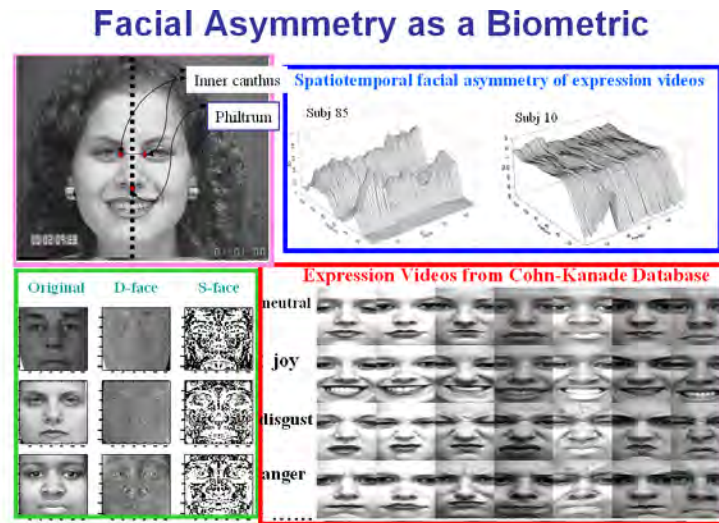 Facial Asymmetry as a Biometric
Inner canthus
Philtrum
Spatiotemporal facial asymmetry of expression videos
Subj 85
Subj 10
Original D-face S-face
Expression Videos from Cohn-Kanade Database
neutral
joy
disgust
anger
......